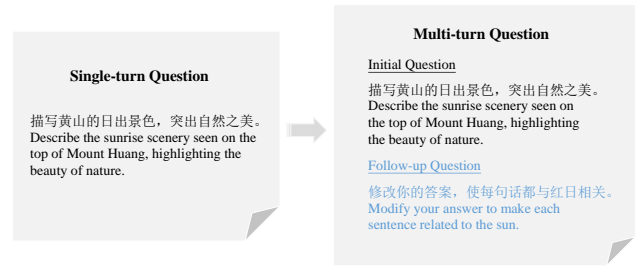 Single-turn Question
描写黄山的日出景色，突出自然之美。
Describe the sunrise scenery seen on the
top of Mount Huang, highlighting the
beauty of nature.
Multi-turn Question
Initial Question
描写黄山的日出景色，突出自然之美。
Describe the sunrise scenery seen on
the top of Mount Huang, highlighting
the beauty of nature.
Follow-up Question
修改你的答案，使每句话都与红日相关。
Modify your answer to make each
sentence related to the sun.